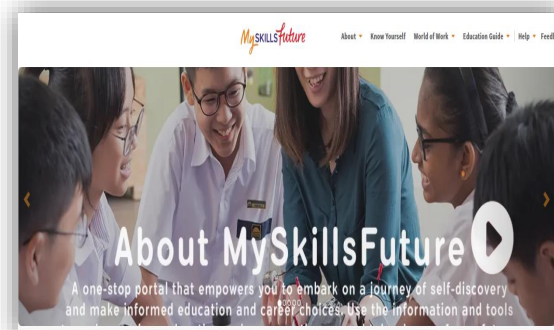 MySKILLSfuture
About Know Yourself World of Work Education Guide Help
About MySkillsFuture
A one-stop portal that empowers you to embark on a journey of self-discovery
and make informed education and career choices. Use the information and tools